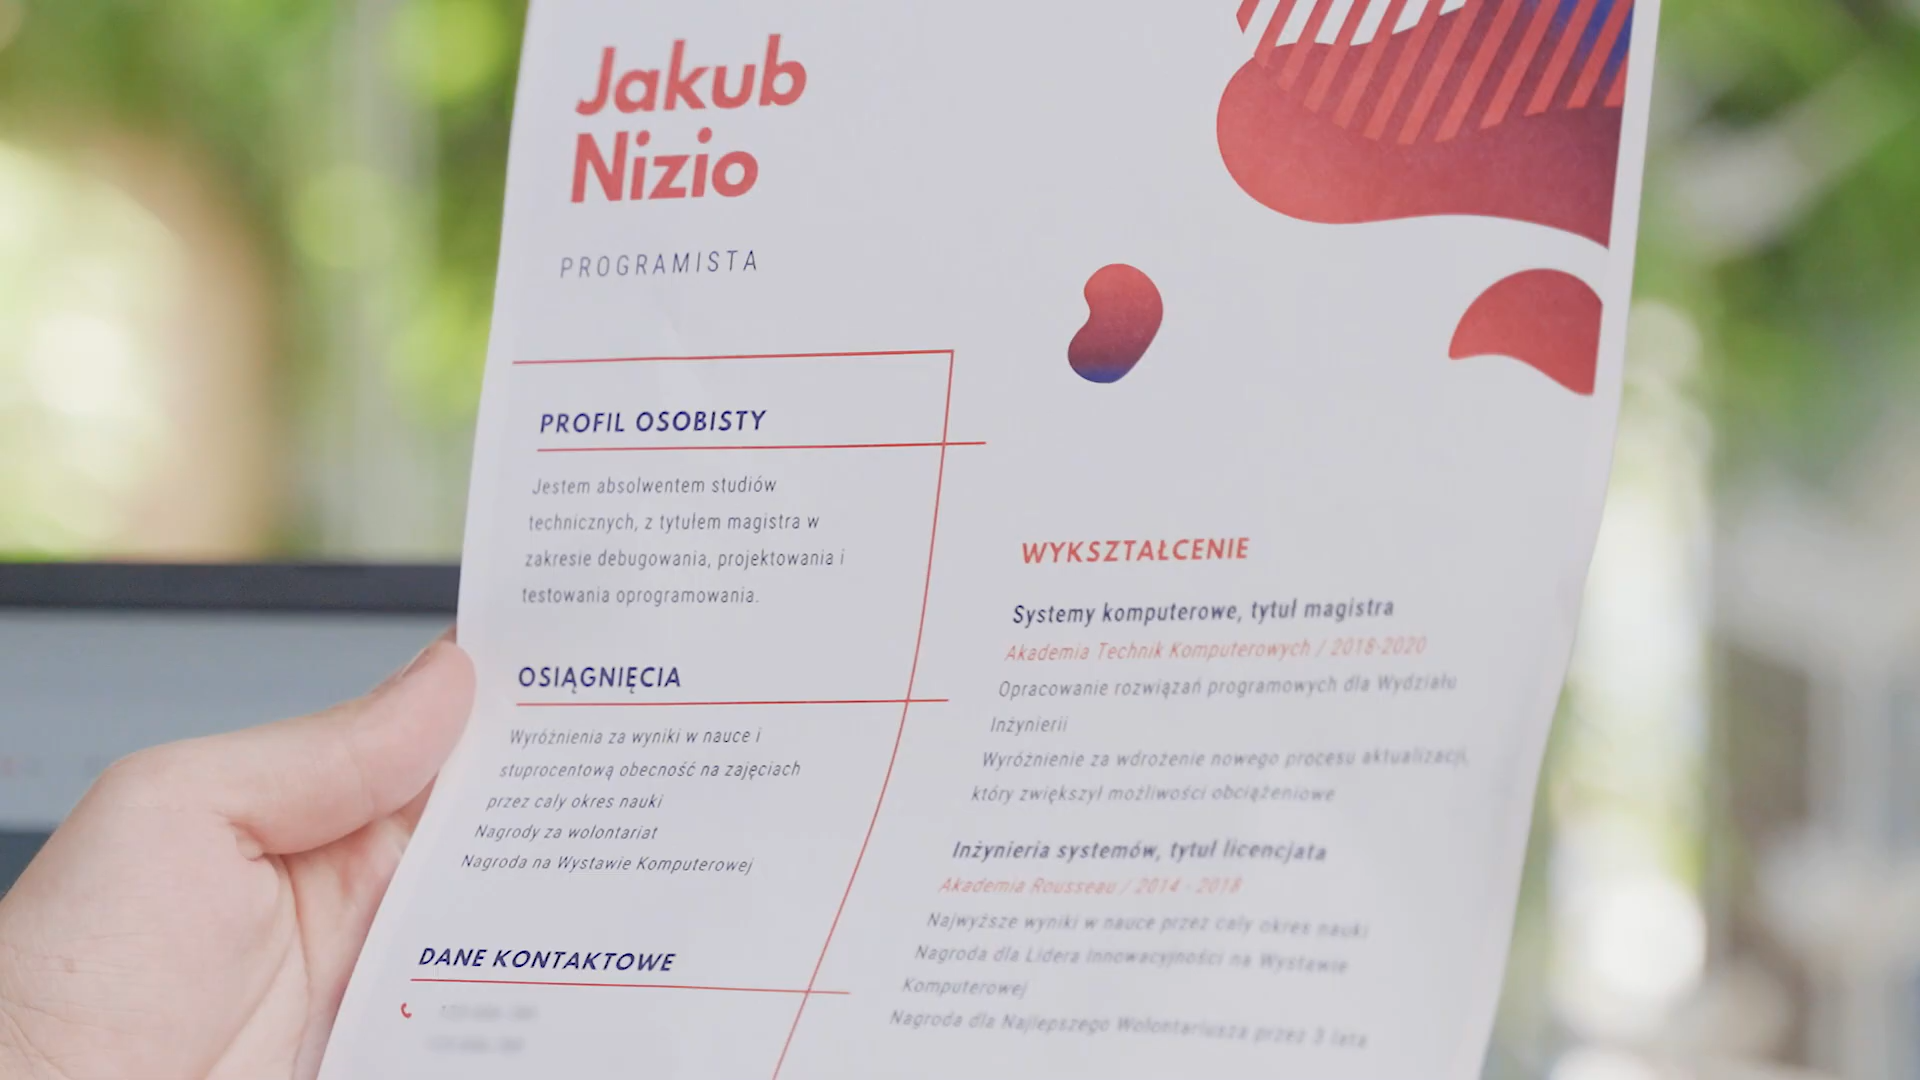 Jakub
Nizio
PROGRAMISTA
PROFIL OSOBISTY
Jestem absolwentem studiów
technicznych, z tytułem magistra w
zakresie debugowania, projektowania i
testowania oprogramowania.
OSIĄGNIĘCIA
Wyróżnienia za wyniki w nauce i
stuprocentową obecność na zajęciach
przez cały okres nauki
Nagrody za wolontariat
Nagroda na Wystawie Komputerowej
DANE KONTAKTOWE
WYKSZTAŁCENIE
Systemy komputerowe, tytuł magistra
Akademia Technik Komputerowych / 2018-2020
Opracowanie rozwiązań programowych dla Wydziału
Inżynierii
Wyróżnienie za wdrożenie nowego procesu aktualizacji,
który zwiększył możliwości obciążeniowe
Inżynieria systemów, tytuł licencjata
Akademia Rousseau / 2014 - 2018
Najwyższe wyniki w nauce przez cały okres nauki
Nagroda dla Lidera Innowacyjności na Wystawie
Komputerowej
Nagroda dla Najlepszego Wolontariusza przez 3 lata